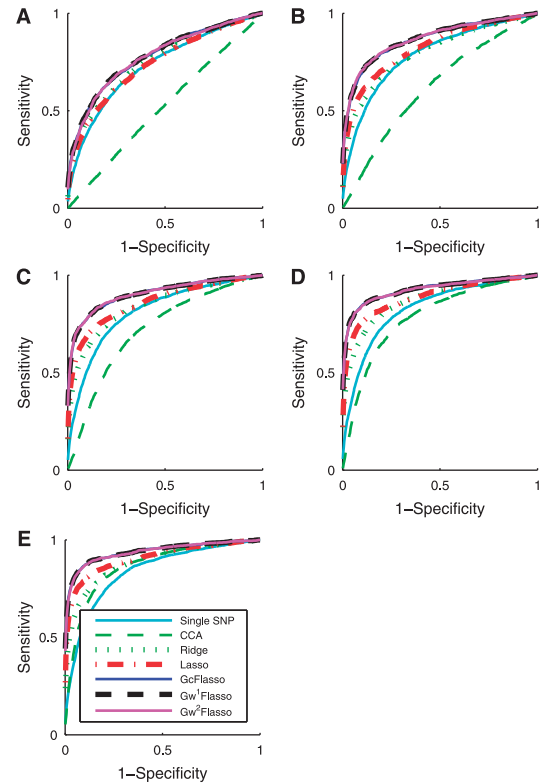 A
1
0.5
0
0
0.5
1
Sensitivity
1−Specificity
B
1
0.5
0
0
0.5
1
Sensitivity
1−Specificity
C
1
0.5
0
0
0.5
1
Sensitivity
1−Specificity
D
1
0.5
0
0
0.5
1
Sensitivity
1−Specificity
E
1
0.5
0
0
0.5
1
Sensitivity
1−Specificity
Single SNP
CCA
Ridge
Lasso
GcFlasso
Gw¹Flasso
Gw²Flasso